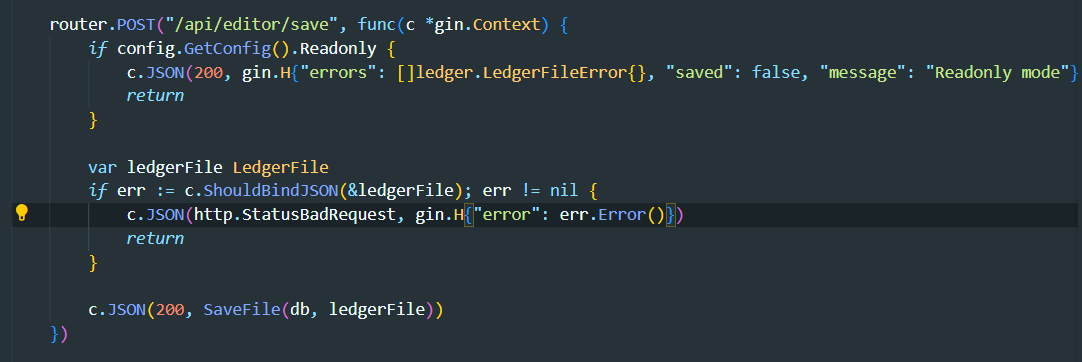 router.POST("/api/editor/save", func(c *gin.Context) {
if config.GetConfig().Readonly {
c.JSON(200, gin.H{"errors": []ledger.LedgerFileError{}, "saved": false, "message": "Readonly mode"}
return
}
var ledgerFile LedgerFile
if err := c.ShouldBindJSON(&ledgerFile); err != nil {
c.JSON(http.StatusBadRequest, gin.H{"error": err.Error()})
return
}
c.JSON(200, SaveFile(db, ledgerFile))
})